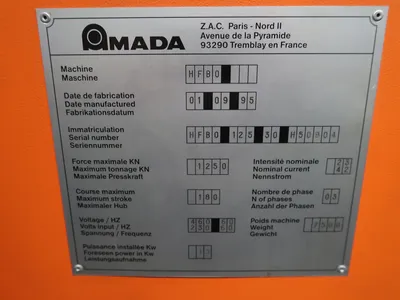 AMADA
Z.A.C. Paris - Nord II
Avenue de la Pyramide
93290 Tremblay en France
Machine
Maschine
HFBO
Date de fabrication
Date manufactured
Fabrikationsdatum
01 09 95
Immatriculation
Serial number
Seriennummer
HFBO 125 30 H50804
Force maximale KN
Maximum tonnage KN
Maximale Presskraft
1250
Intensité nominale
Nominal current
Nennstrom
Course maximum
Maximum stroke
Maximaler Hub
180
Nombre de phase
N of phases
Anzahl der Phasen
03
Voltage / HZ
Volts input / HZ
Spannung / Frequenz
Poids machine
Weight
Gewicht
Puissance installée Kw
Foreseen power in Kw
Leistungsaufnahme